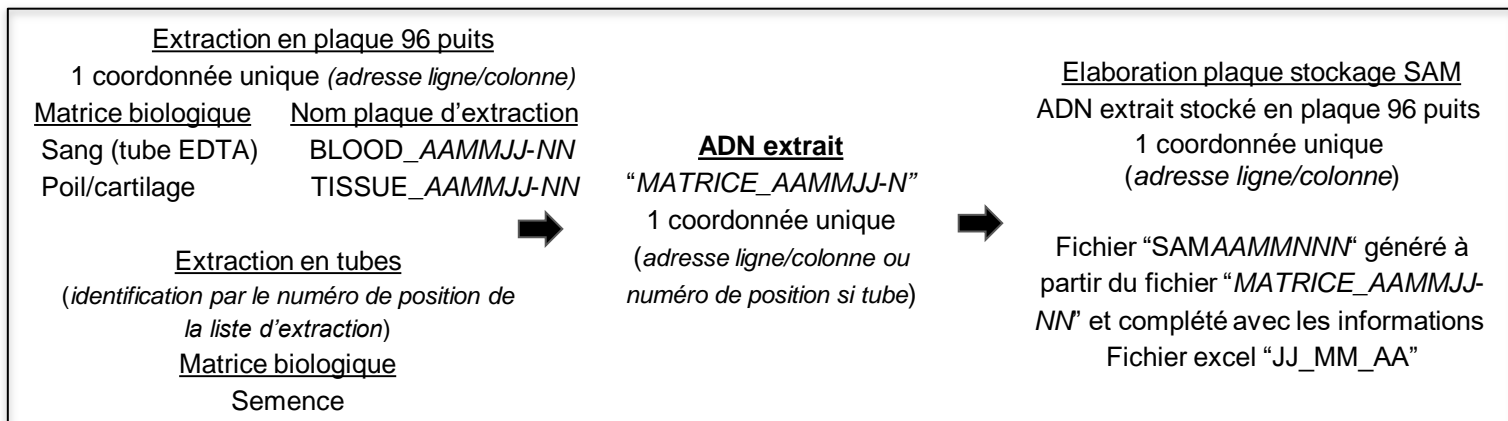 Extraction en plaque 96 puits
1 coordonnée unique (adresse ligne/colonne)
Matrice biologique Nom plaque d'extraction
Sang (tube EDTA) BLOOD_AAMMJJ-NN
Poil/cartilage TISSUE_AAMMJJ-NN
Extraction en tubes
(identification par le numéro de position de
la liste d'extraction)
Matrice biologique
Semence
ADN extrait
“MATRICE_AAMMJJ-N”
1 coordonnée unique
(adresse ligne/colonne ou
numéro de position si tube)
Elaboration plaque stockage SAM
ADN extrait stocké en plaque 96 puits
1 coordonnée unique
(adresse ligne/colonne)
Fichier “SAMAAMMNNN“ généré à
partir du fichier “MATRICE_AAMMJJ-
NN” et complété avec les informations
Fichier excel “JJ_MM_AA”